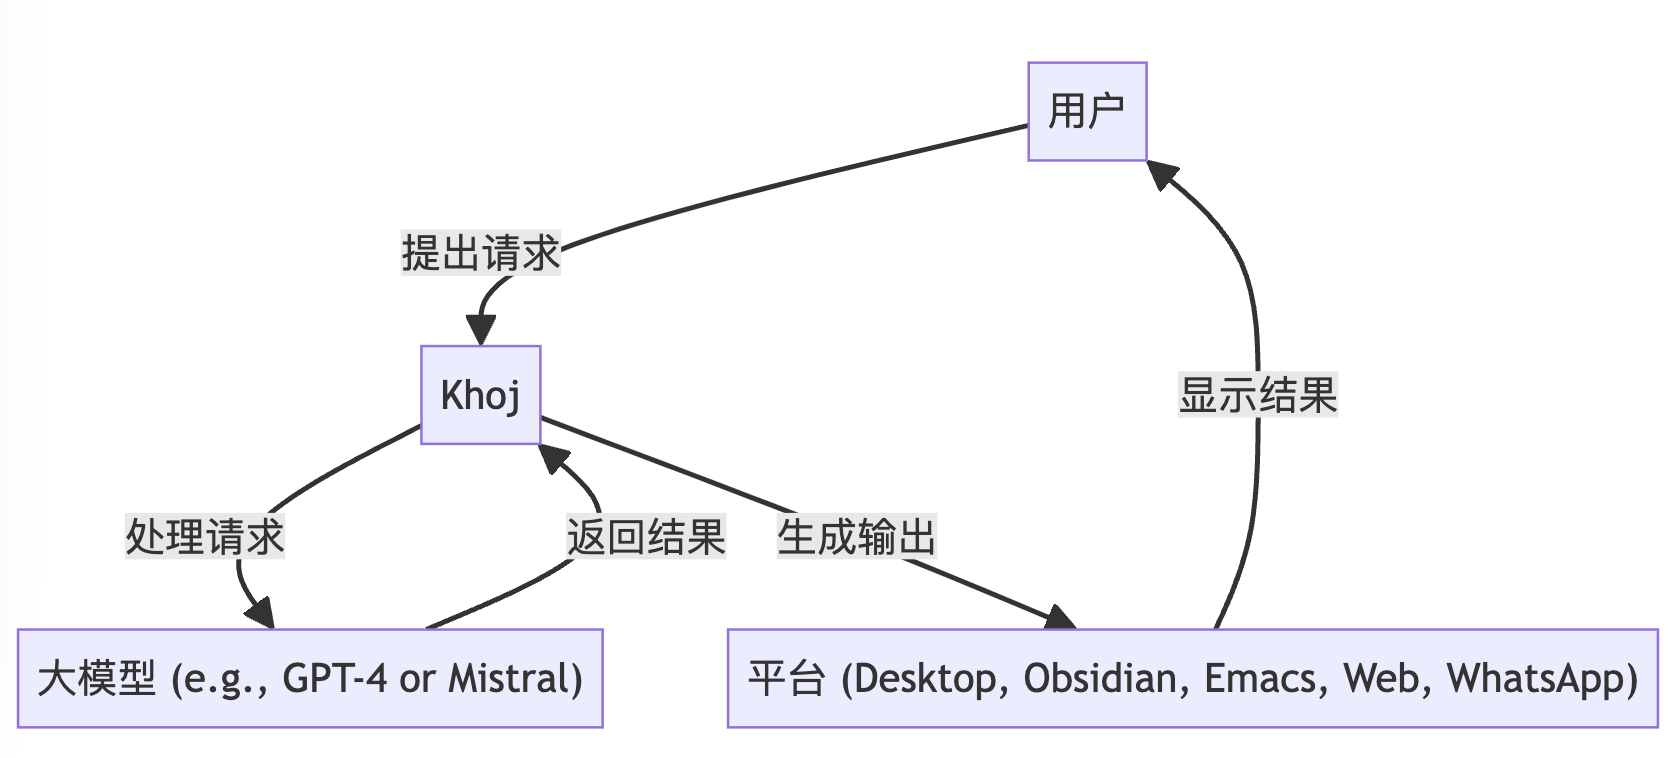 用户
提出请求
Khoj
显示结果
处理请求
返回结果
生成输出
大模型 (e.g., GPT-4 or Mistral)
平台 (Desktop, Obsidian, Emacs, Web, WhatsApp)